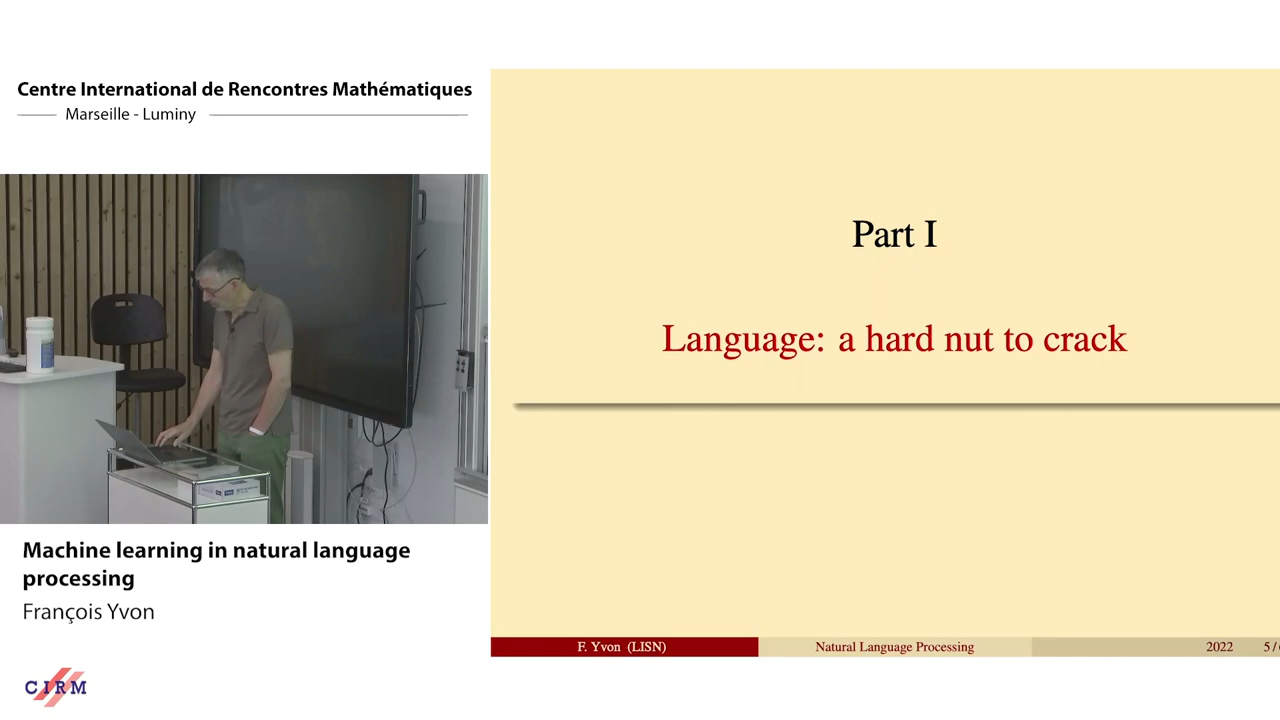 Centre International de Rencontres Mathématiques
Marseille - Luminy
Part I
Language: a hard nut to crack
Machine learning in natural language
processing
François Yvon
F. Yvon (LISN)
Natural Language Processing
2022
5 /
CIRM